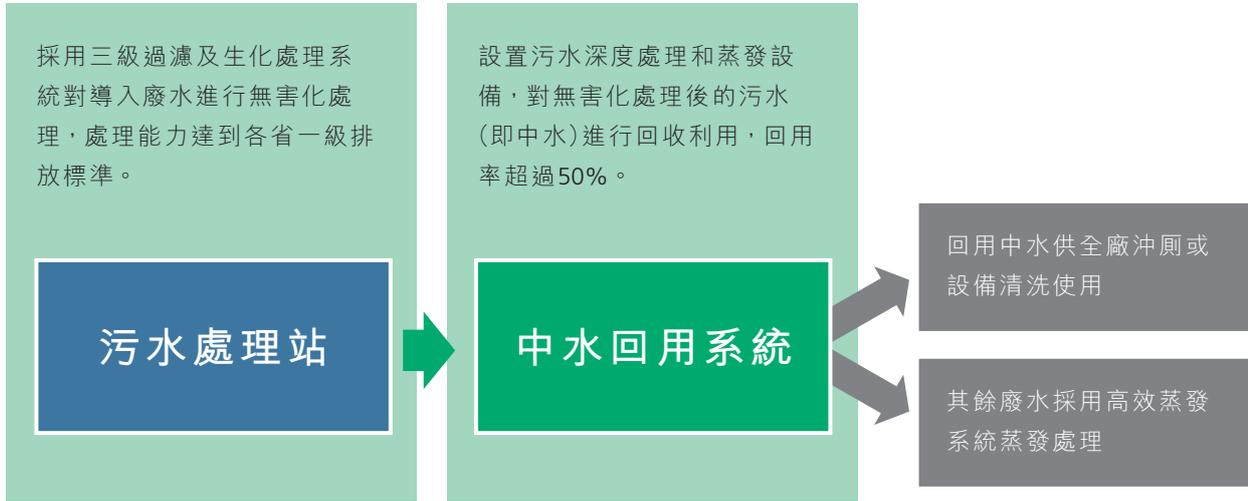 採用三級過濾及生化處理系
統對導入廢水進行無害化處
理，處理能力達到各省一級排
放標準。
污水處理站
設置污水深度處理和蒸發設
備，對無害化處理後的污水
(即中水)進行回收利用，回用
率超過50%。
中水回用系統
回用中水供全廠沖厠或
設備清洗使用
其餘廢水採用高效蒸發
系統蒸發處理